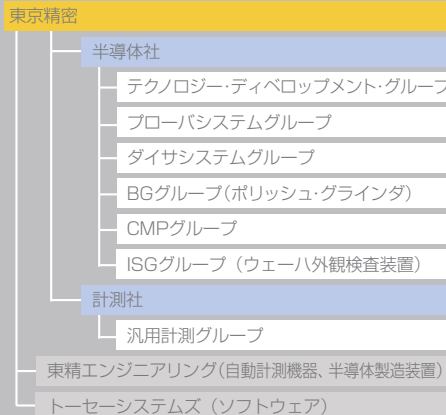 東京精密
半導体社
テクノロジー・ディベロップメント・グループ
プローバシステムグループ
ダイサシステムグループ
BGグループ(ポリッシュ・グラインダ)
CMPグループ
ISGグループ（ウェーハ外観検査装置）
計測社
汎用計測グループ
東精エンジニアリング(自動計測機器、半導体製造装置)
トーセーシステムズ（ソフトウェア）